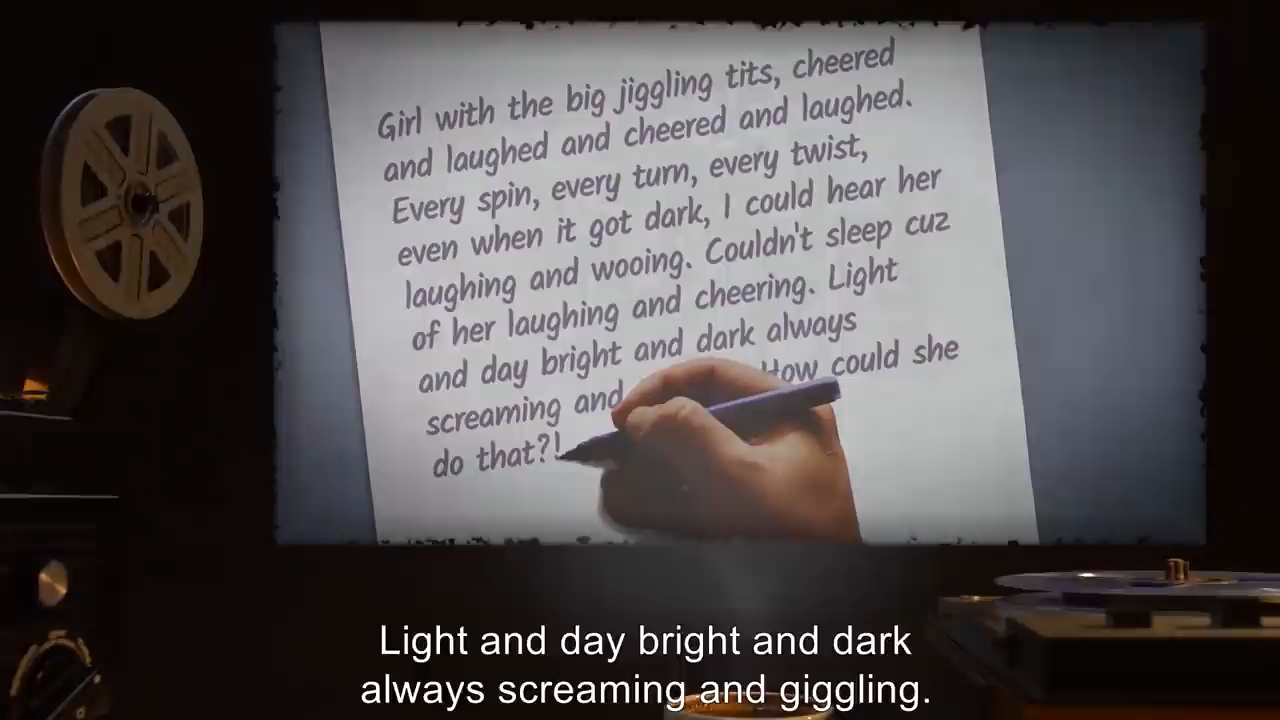 Girl with the big jiggling tits, cheered
and laughed and cheered and laughed.
Every spin, every turn, every twist,
even when it got dark, I could hear her
laughing and wooing. Couldn't sleep cuz
of her laughing and cheering. Light
and day bright and dark always
screaming and How could she
do that?!
Light and day bright and dark
always screaming and giggling.